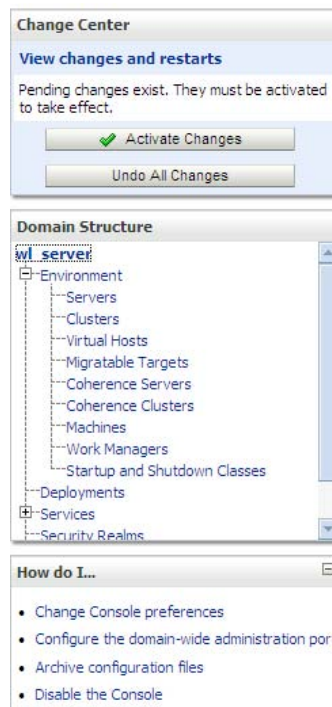 Change Center
View changes and restarts
Pending changes exist. They must be activated
to take effect.
Activate Changes
Undo All Changes
Domain Structure
wl_server
Environment
Servers
Clusters
Virtual Hosts
Migratable Targets
Coherence Servers
Coherence Clusters
Machines
Work Managers
Startup and Shutdown Classes
Deployments
Services
Security Realms
How do I...
Change Console preferences
Configure the domain-wide administration por
Archive configuration files
Disable the Console